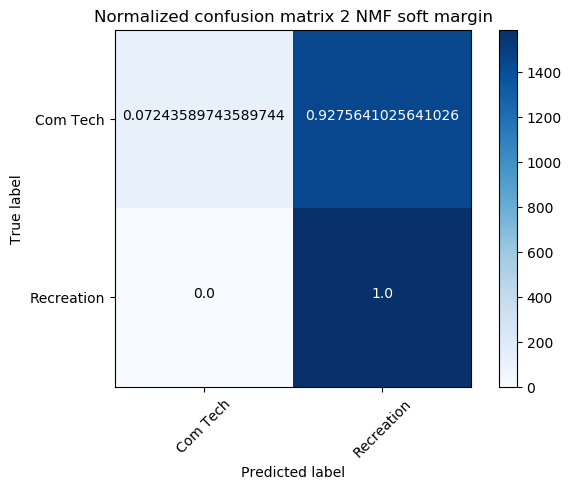 Normalized confusion matrix 2 NMF soft margin
Com Tech
0.07243589743589744
0.9275641025641026
Recreation
0.0
1.0
True label
Com Tech
Recreation
Predicted label
1400
1200
1000
800
600
400
200
0